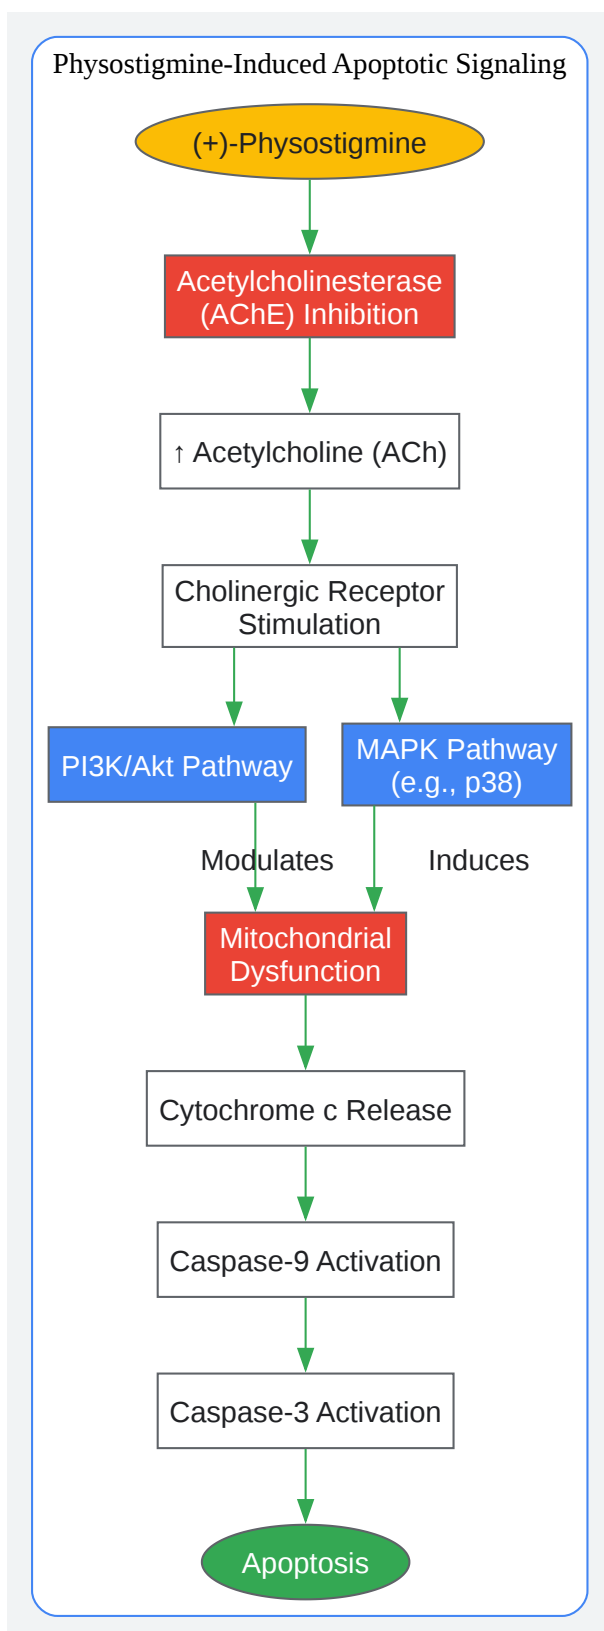 Physostigmine-Induced Apoptotic Signaling
(+)-Physostigmine
Acetylcholinesterase
(AChE) Inhibition
↑ Acetylcholine (ACh)
Cholinergic Receptor
Stimulation
PI3K/Akt Pathway
MAPK Pathway
(e.g., p38)
Modulates
Induces
Mitochondrial
Dysfunction
Cytochrome c Release
Caspase-9 Activation
Caspase-3 Activation
Apoptosis